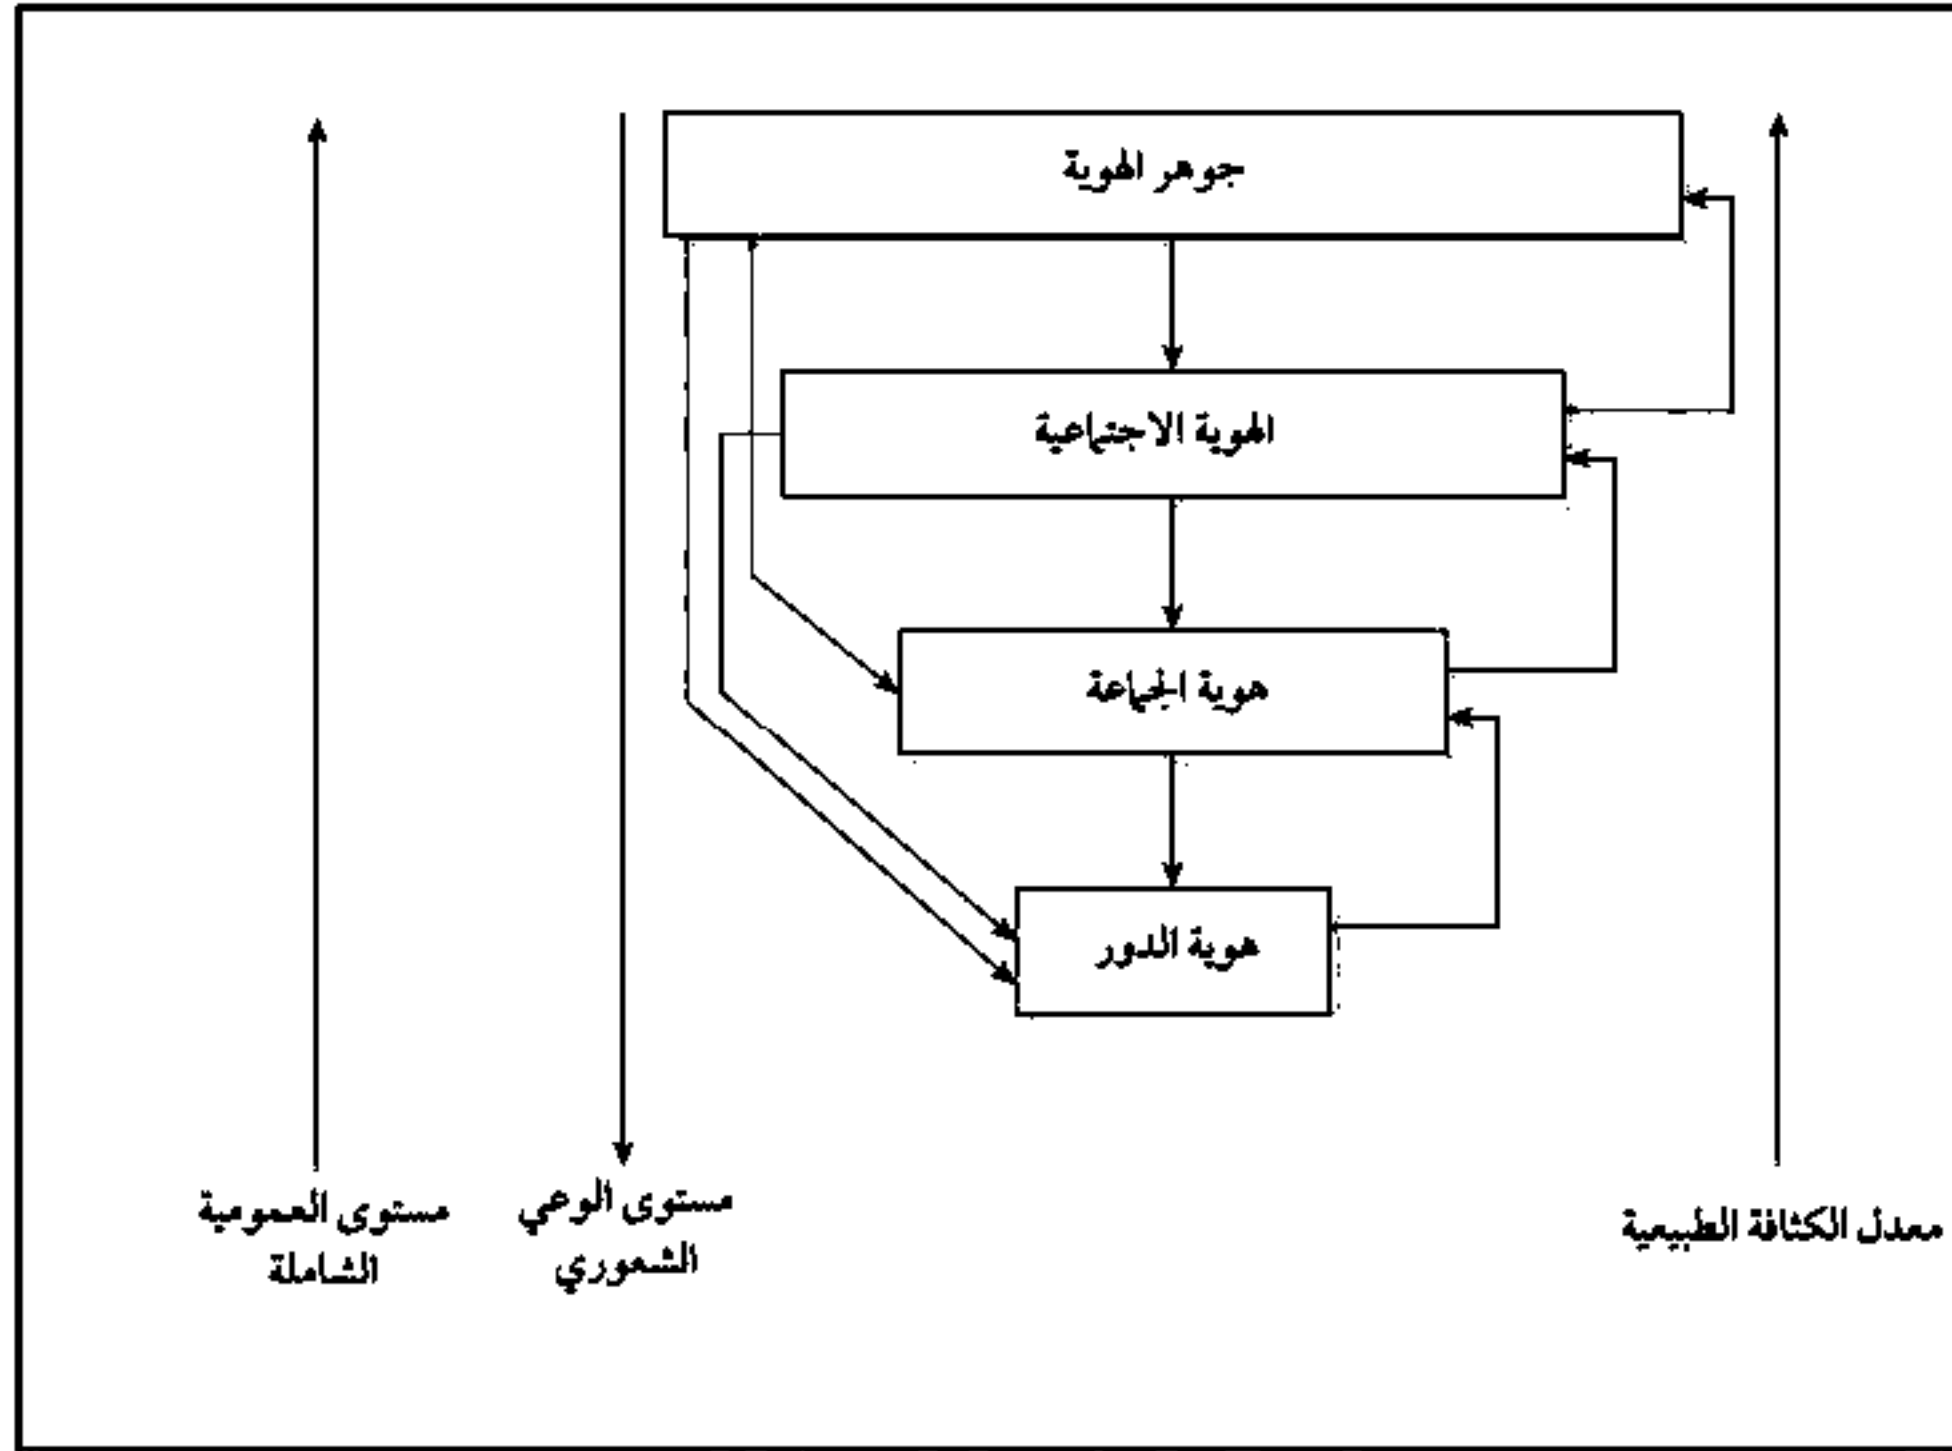 جوهر الهوية
الهوية الاجتماعية
هوية الجماعة
هوية الدور
معدل الكثافة الطبيعية
مستوى الوعي
الشعوري
مستوى العمومية
الشاملة